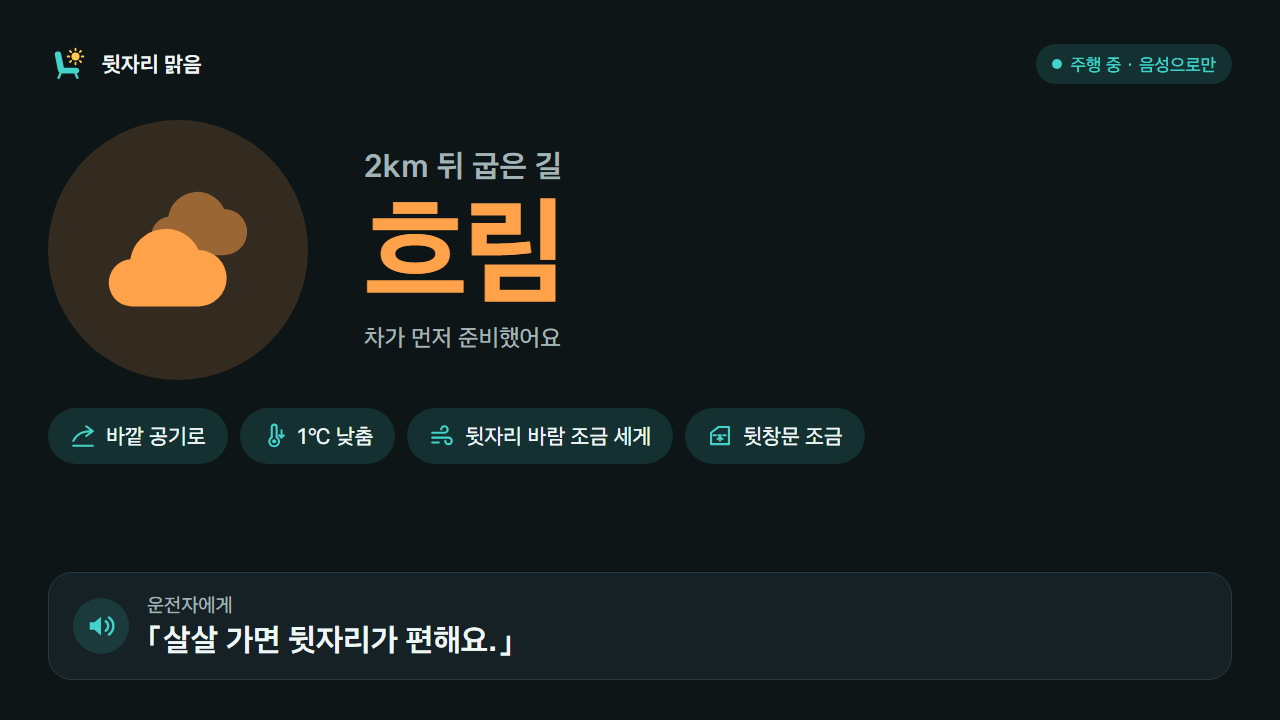 뒷자리 맑음
주행 중 · 음성으로만
2km 뒤 굽은 길
흐림
차가 먼저 준비했어요
바깥 공기로
1°C 낮춤
뒷자리 바람 조금 세게
뒷창문 조금
운전자에게
「살살 가면 뒷자리가 편해요.」